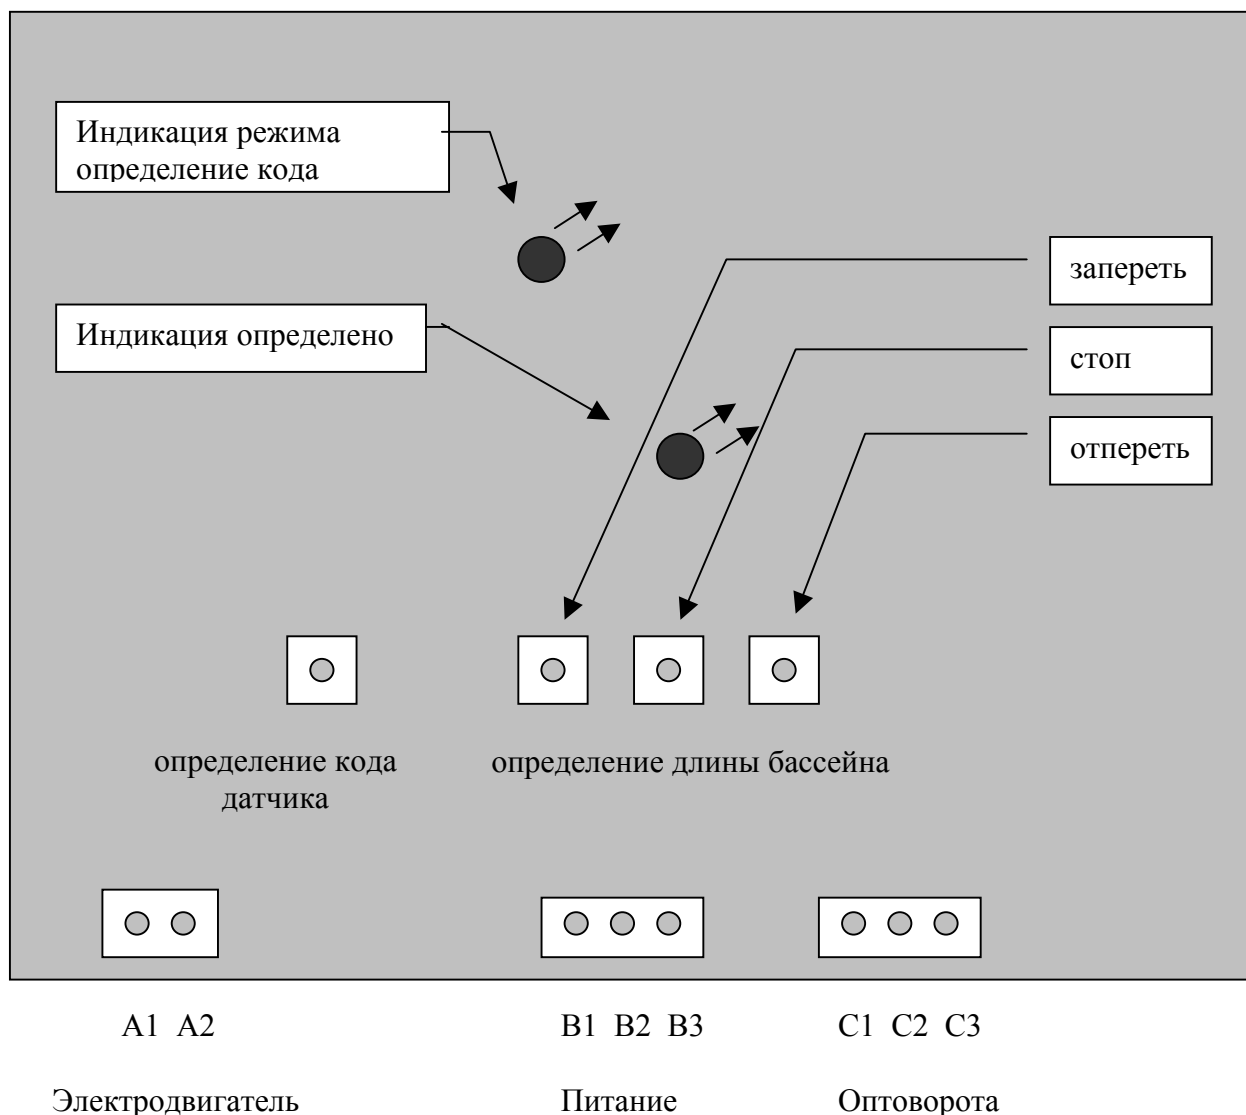 Индикация режима
определение кода
запереть
Индикация определено
стоп
отпереть
определение кода
датчика
определение длины бассейна
A1 A2
B1 B2 B3
C1 C2 C3
Электродвигатель
Питание
Оптоворота